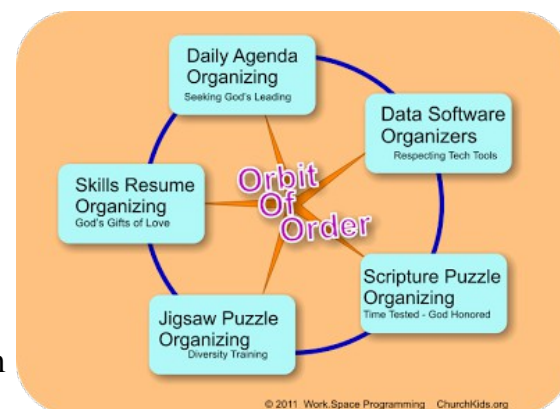 Daily Agenda
Organizing
Seeking God's Leading
Data Software
Organizers
Respecting Tech Tools
Orbit
Of
Order
Skills Resume
Organizing
God's Gifts of Love
Scripture Puzzle
Organizing
Time Tested - God Honored
Jigsaw Puzzle
Organizing
Diversity Training
© 2011 Work.Space Programming ChurchKids.org